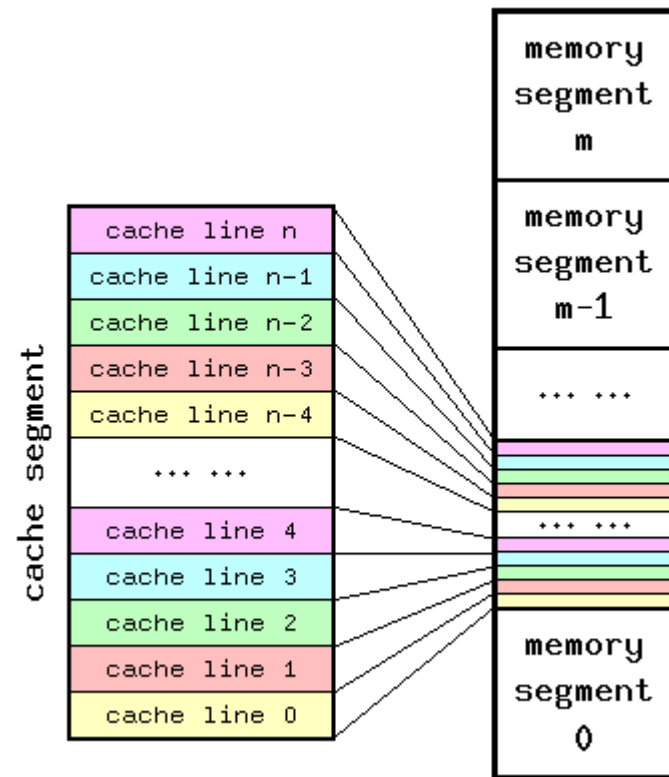 cache segment
cache line n
cache line n-1
cache line n-2
cache line n-3
cache line n-4
... ...
cache line 4
cache line 3
cache line 2
cache line 1
cache line 0
memory
segment
m
memory
segment
m-1
... ...
... ...
memory
segment
0